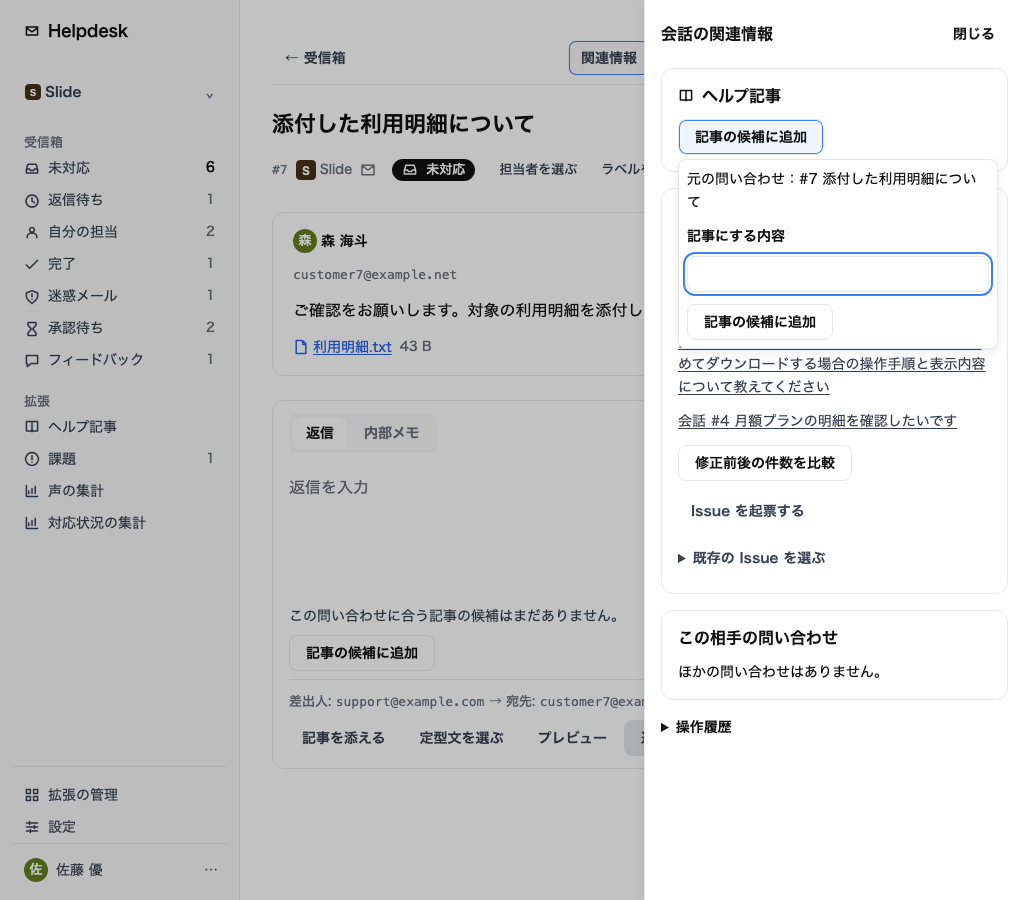 Helpdesk
S Slide
受信箱
未対応 6
返信待ち 1
自分の担当 2
完了 1
迷惑メール 1
承認待ち 2
フィードバック 1
拡張
ヘルプ記事
課題 1
声の集計
対応状況の集計
拡張の管理
設定
佐 佐藤 優 …
← 受信箱
関連情報
添付した利用明細について
#7 S Slide 未対応 担当者を選ぶ ラベル
森 森 海斗
customer7@example.net
ご確認をお願いします。対象の利用明細を添付し
利用明細.txt 43 B
返信 内部メモ
返信を入力
この問い合わせに合う記事の候補はまだありません。
記事の候補に追加
差出人: support@example.com → 宛先: customer7@exa
記事を添える 定型文を選ぶ プレビュー
会話の関連情報 閉じる
ヘルプ記事
記事の候補に追加
元の問い合わせ：#7 添付した利用明細につい
て
記事にする内容
記事の候補に追加
めてダウンロードする場合の操作手順と表示内容
について教えてください
会話 #4 月額プランの明細を確認したいです
修正前後の件数を比較
Issue を起票する
▶ 既存の Issue を選ぶ
この相手の問い合わせ
ほかの問い合わせはありません。
▶ 操作履歴